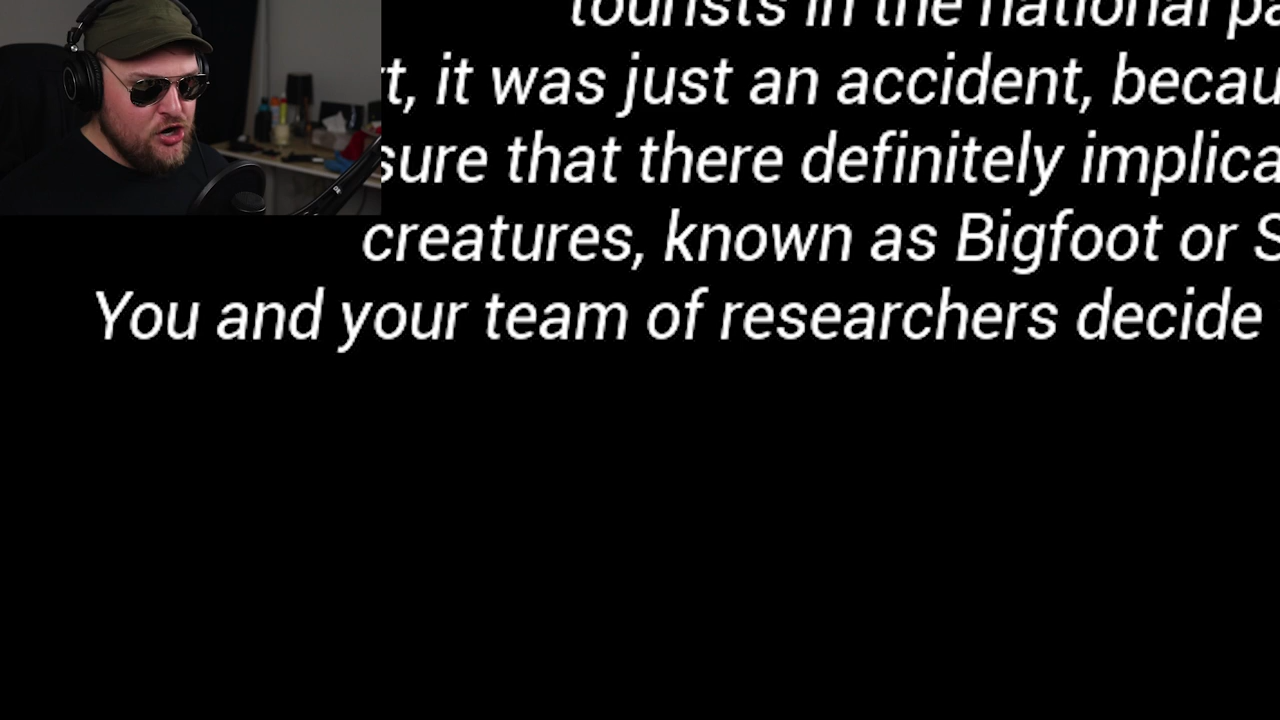 tourists in the national
it was just an accident,
sure that there definitely
creatures, known as Bigfoot or
You and your team of researchers decide